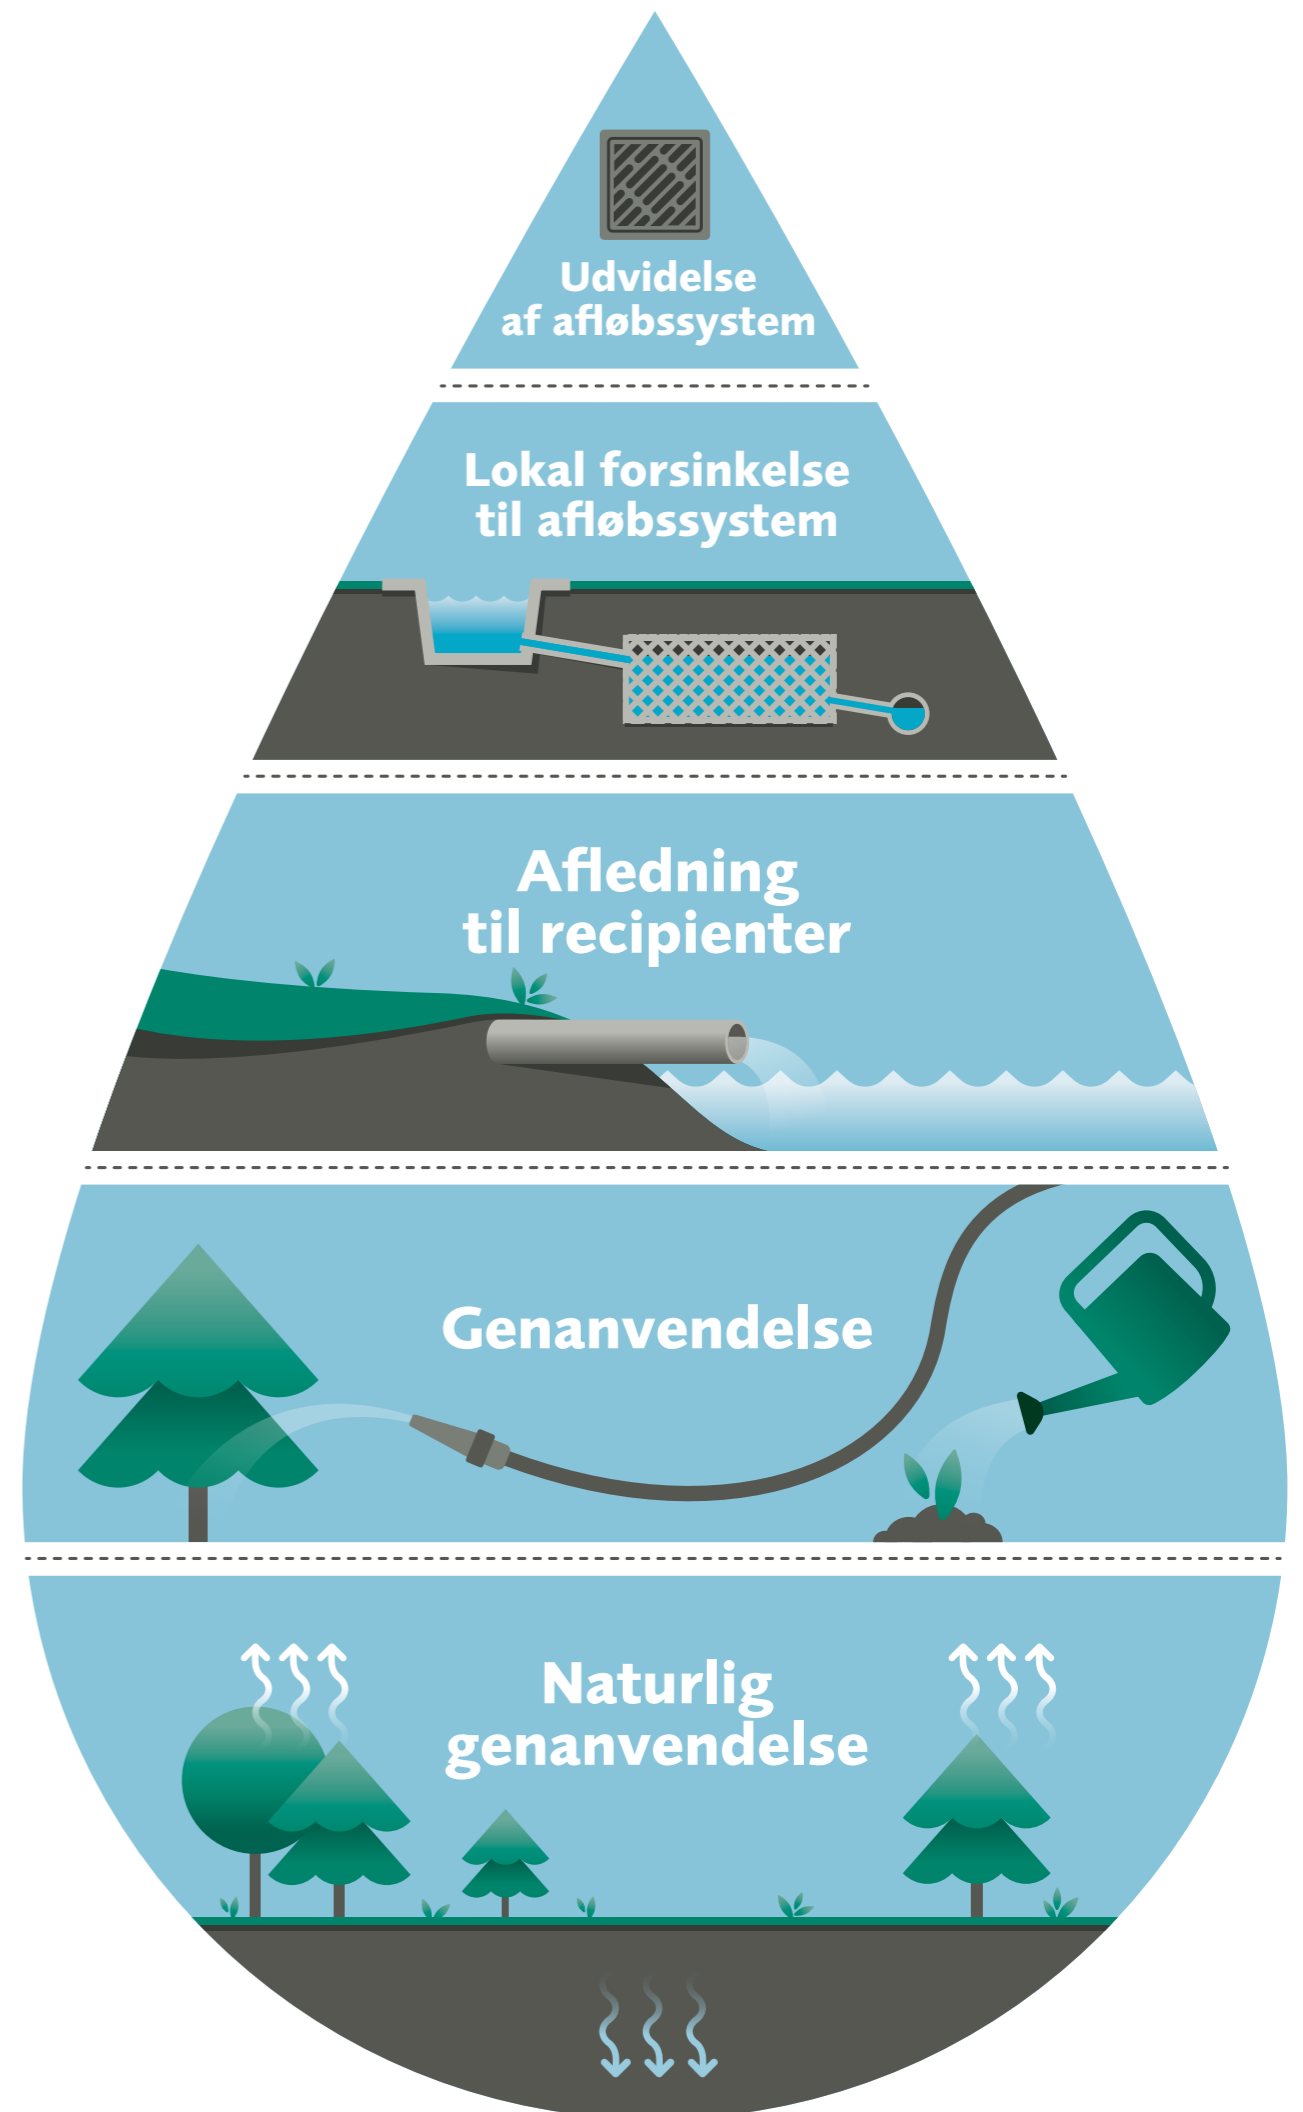 Udvidelse
af afløbssystem
Lokal forsinkelse
til afløbssystem
Afledning
til recipienter
Genanvendelse
Naturlig
genanvendelse